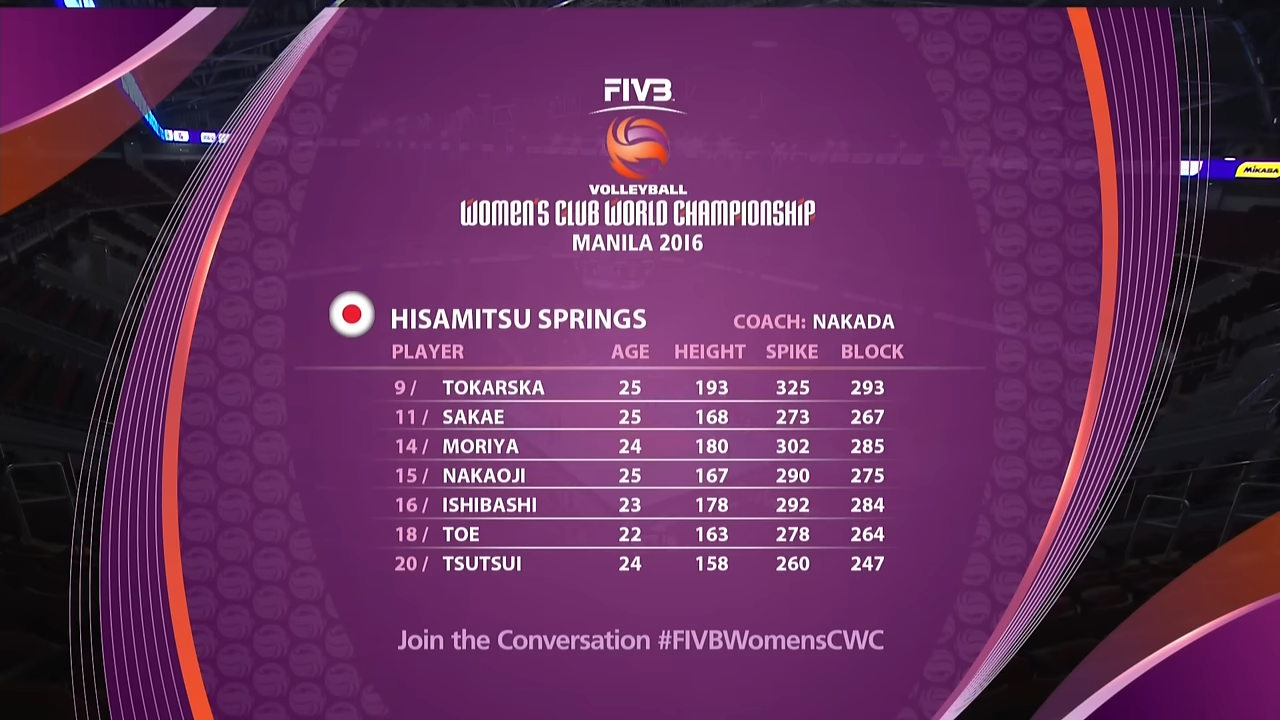 FIVB
VOLLEYBALL
WOMEN'S CLUB WORLD CHAMPIONSHIP
MANILA 2016
HISAMITSU SPRINGS COACH: NAKADA
PLAYER AGE HEIGHT SPIKE BLOCK
9 / TOKARSKA 25 193 325 293
11 / SAKAE 25 168 273 267
14 / MORIYA 24 180 302 285
15 / NAKAOJI 25 167 290 275
16 / ISHIBASHI 23 178 292 284
18 / TOE 22 163 278 264
20 / TSUTSUI 24 158 260 247
Join the Conversation #FIVBWomensCWC
MIKASA